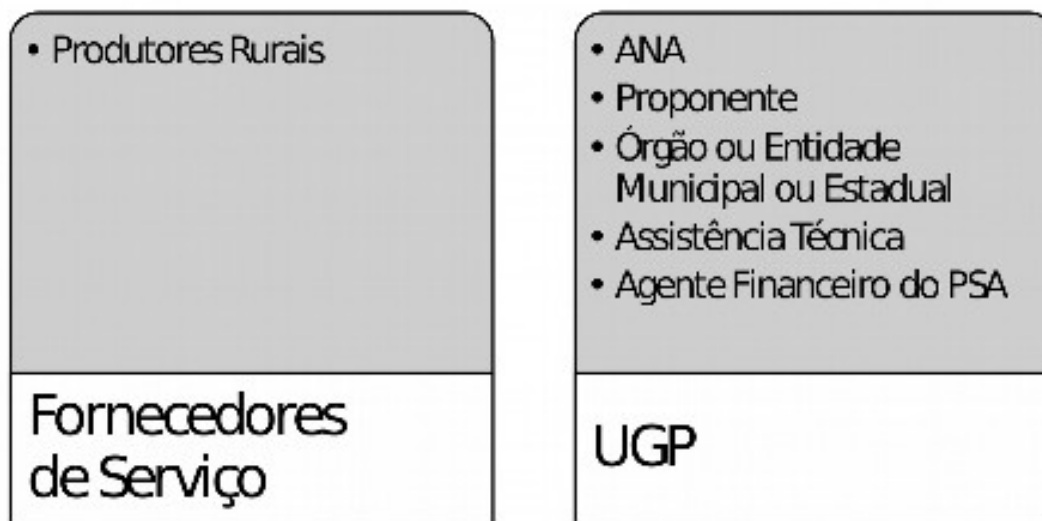 • Produtores Rurais
Fornecedores
de Serviço
• ANA
• Proponente
• Órgão ou Entidade
Municipal ou Estadual
• Assistência Técnica
• Agente Financeiro do PSA
UGP